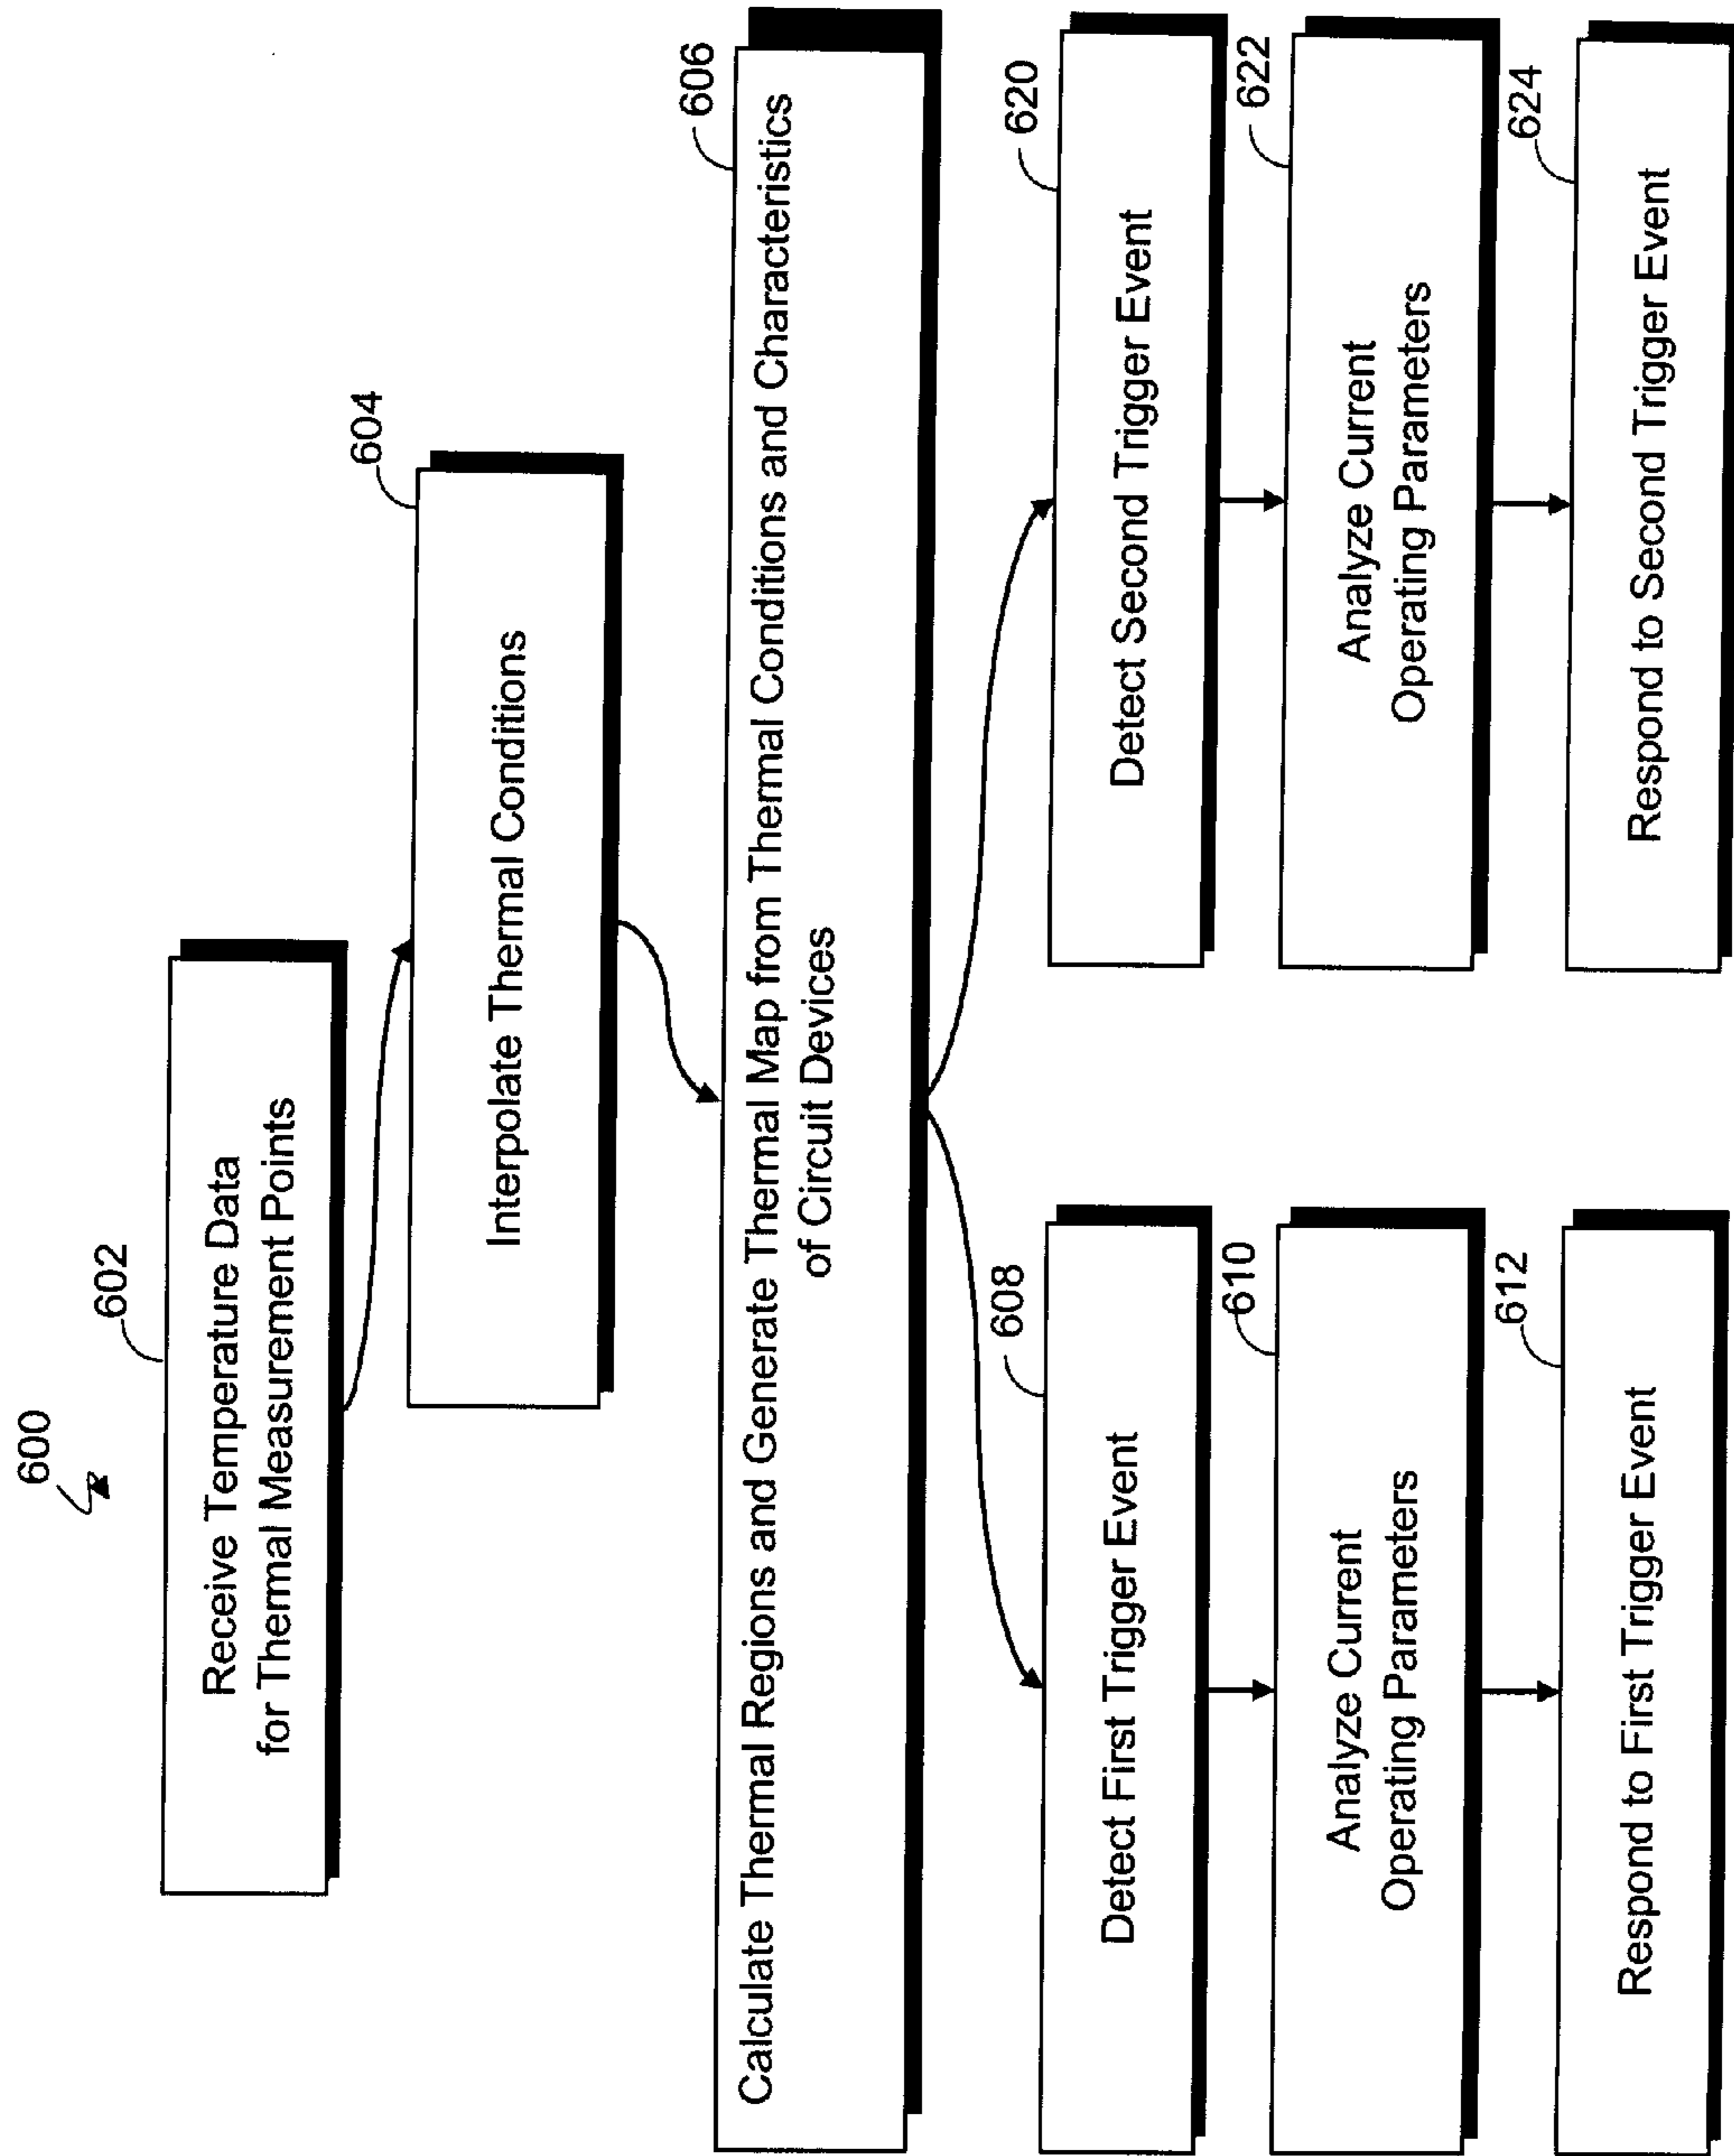 600
602
Receive Temperature Data
for Thermal Measurement Points
604
Interpolate Thermal Conditions
606
Calculate Thermal Regions and Generate Thermal Map from Thermal Conditions and Characteristics
of Circuit Devices
608
Detect First Trigger Event
610
Analyze Current
Operating Parameters
612
Respond to First Trigger Event
620
Detect Second Trigger Event
622
Analyze Current
Operating Parameters
624
Respond to Second Trigger Event